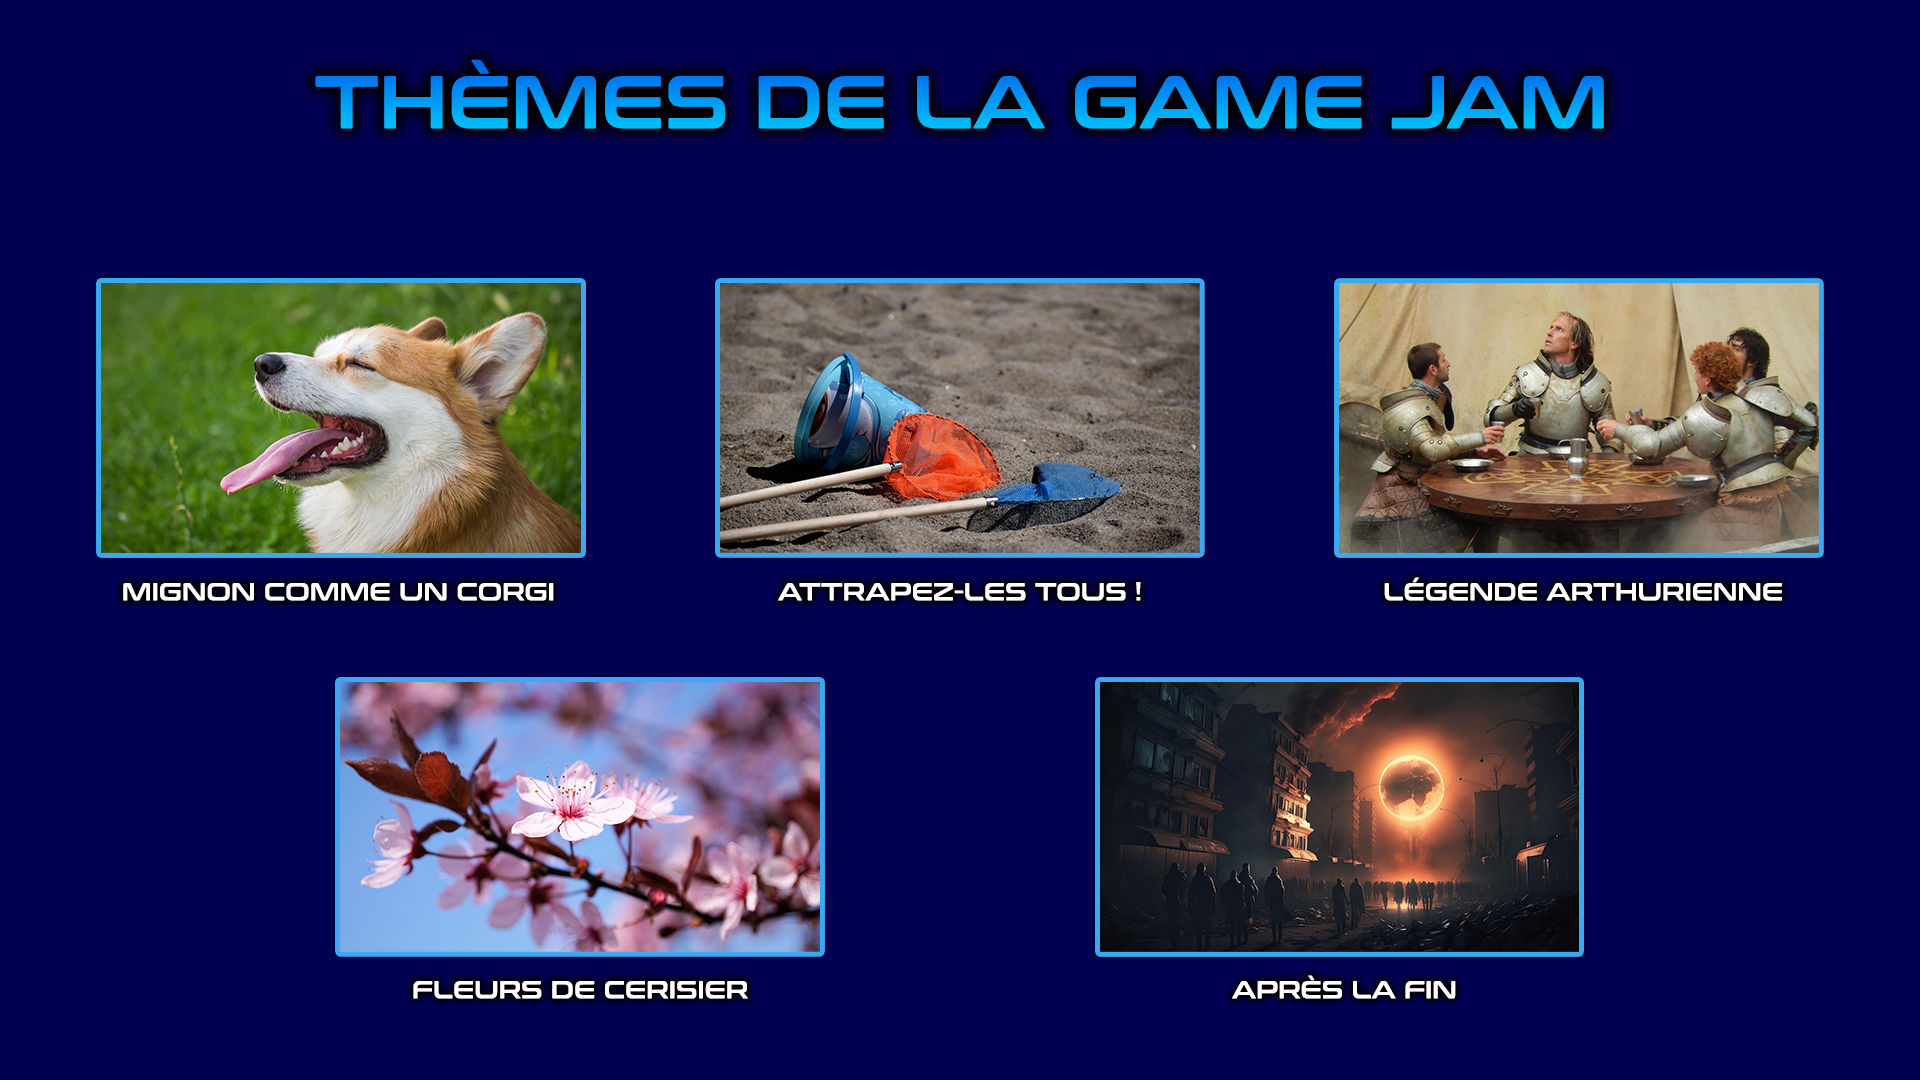 THÈMES DE LA GAME JAM
MIGNON COMME UN CORGI
ATTRAPEZ-LES TOUS !
LÉGENDE ARTHURIENNE
FLEURS DE CERISIER
APRÈS LA FIN